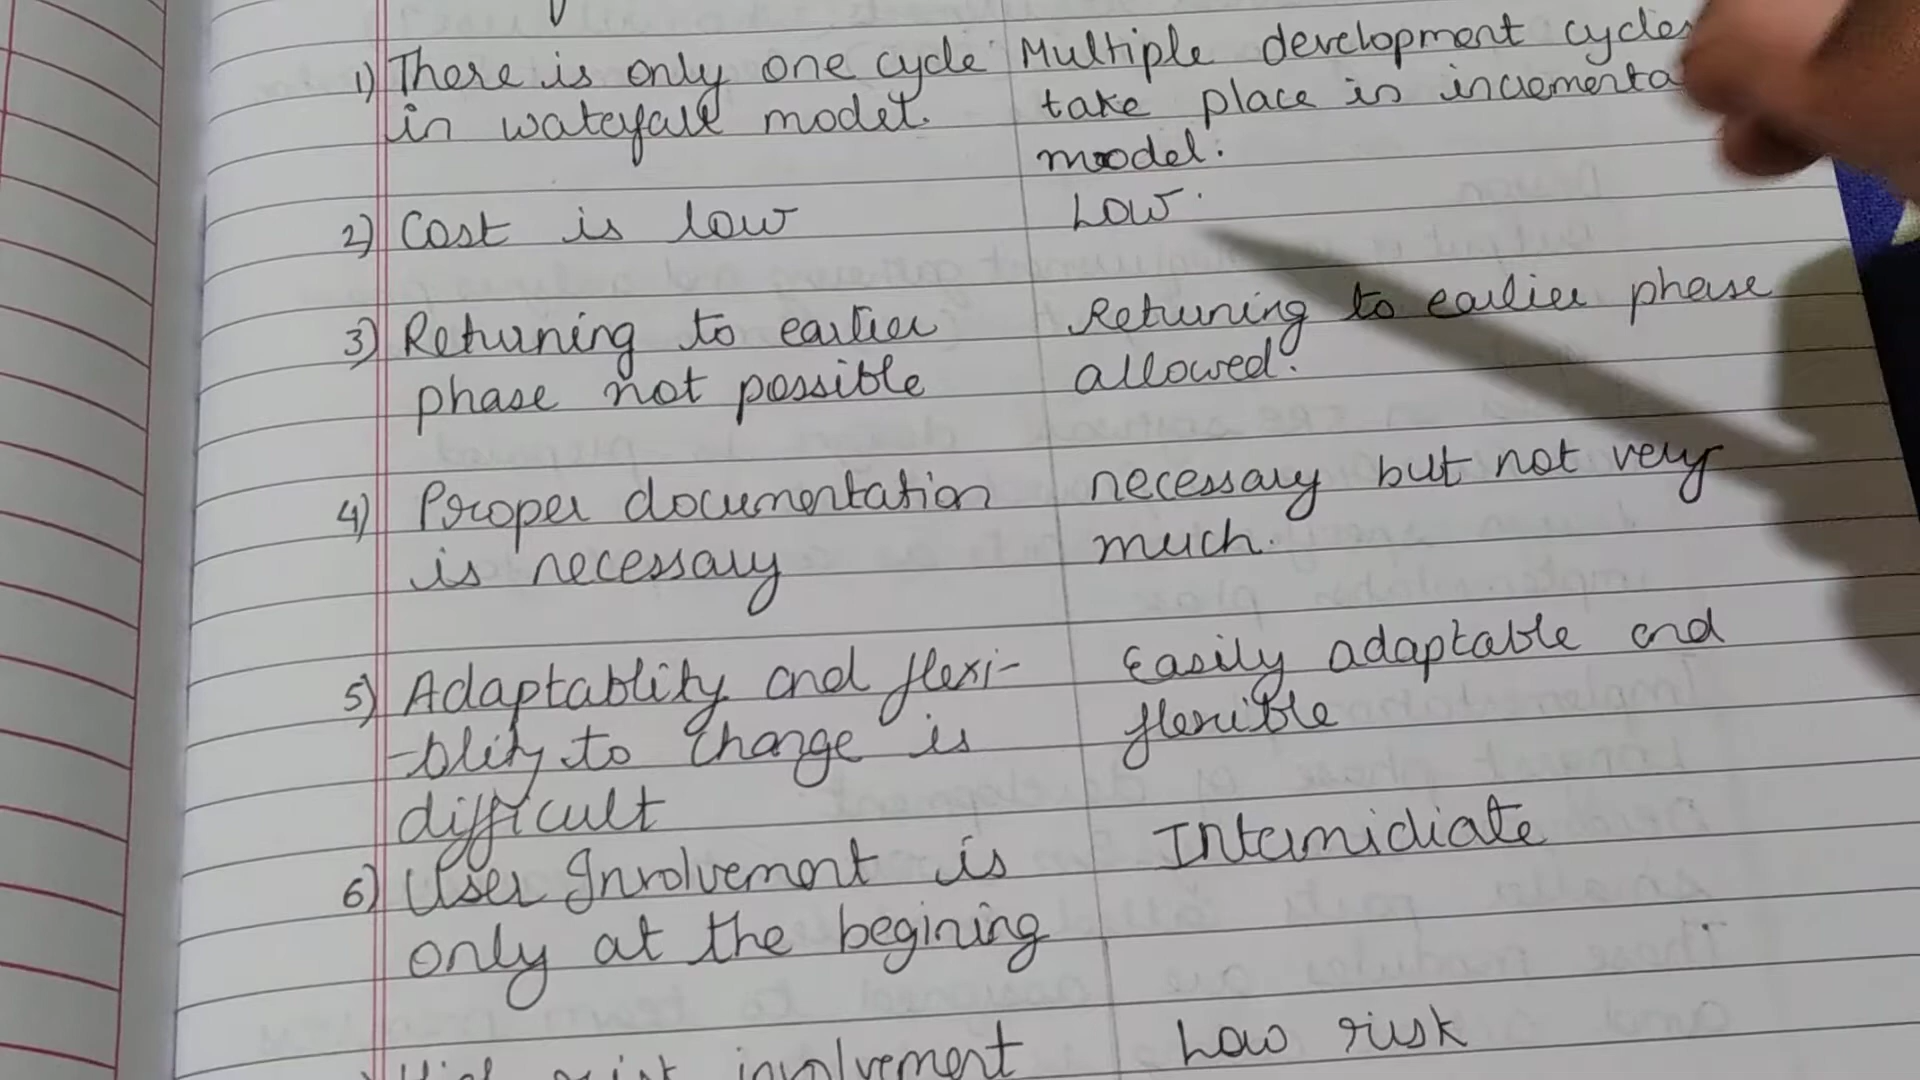 1) There is only one cycle
in waterfall model.
Multiple development cycles
take place in incementa
model.
2) Cost is low
Low.
3) Returning to earlier
phase not possible
Returning to earlier phase
allowed.
4) Proper documentation
is necessary
necessary but not very
much.
5) Adaptablity and flexi-
-blity to change is
difficult
Easily adaptable and
flexible
6) User Involvement is
only at the begining
Intermidiate
involvement
Low risk